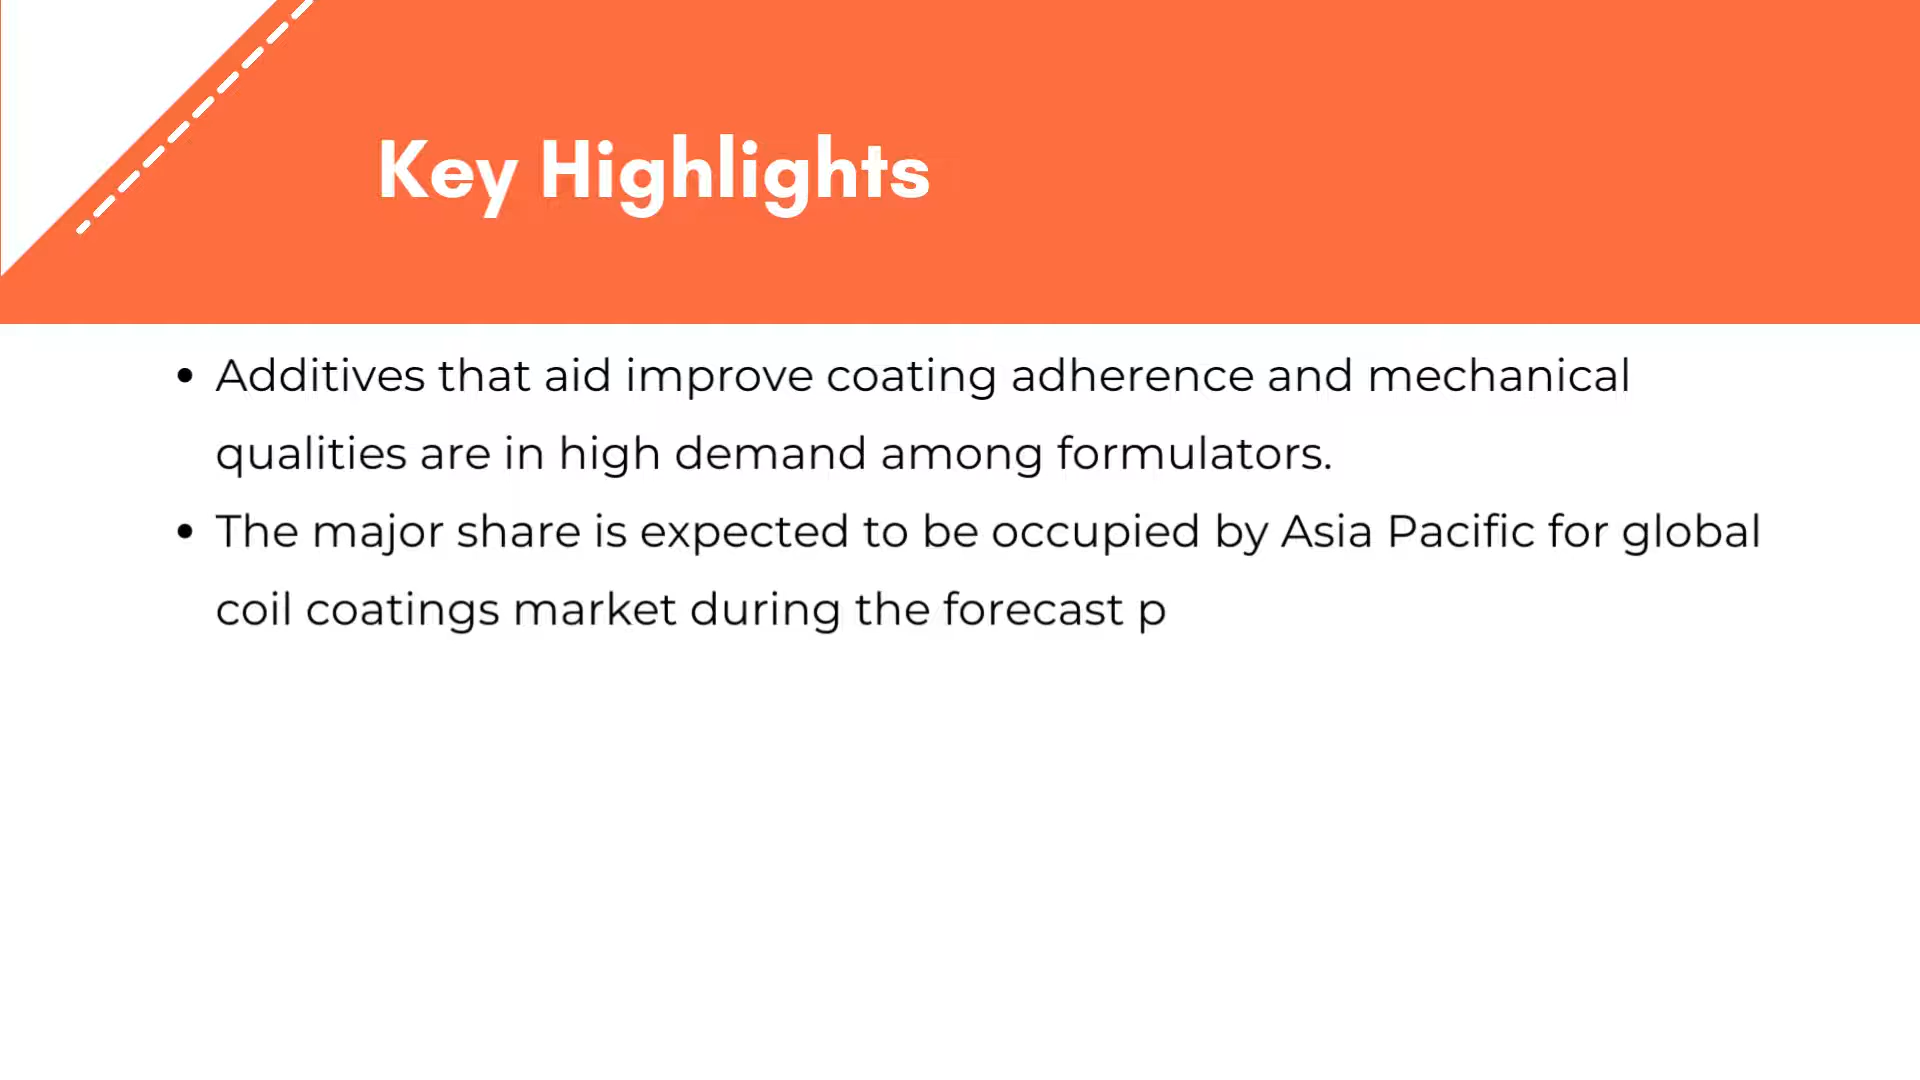 Key Highlights
• Additives that aid improve coating adherence and mechanical
qualities are in high demand among formulators.
• The major share is expected to be occupied by Asia Pacific for global
coil coatings market during the forecast p